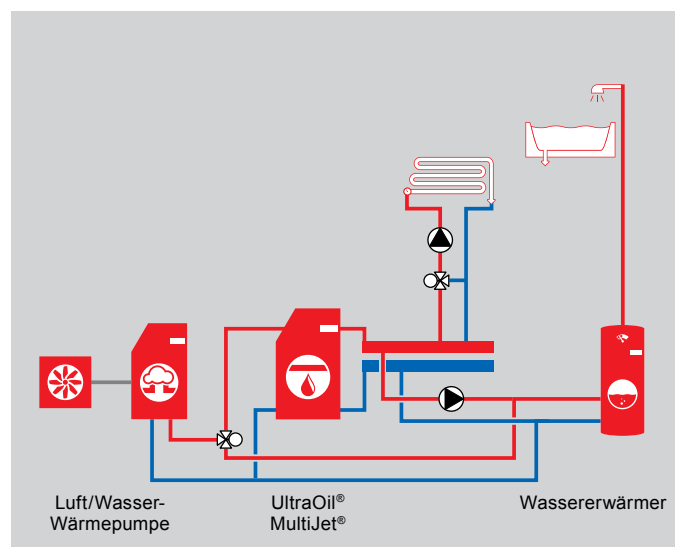 Luft/Wasser-
Wärmepumpe
UltraOil®
MultiJet®
Wassererwärmer